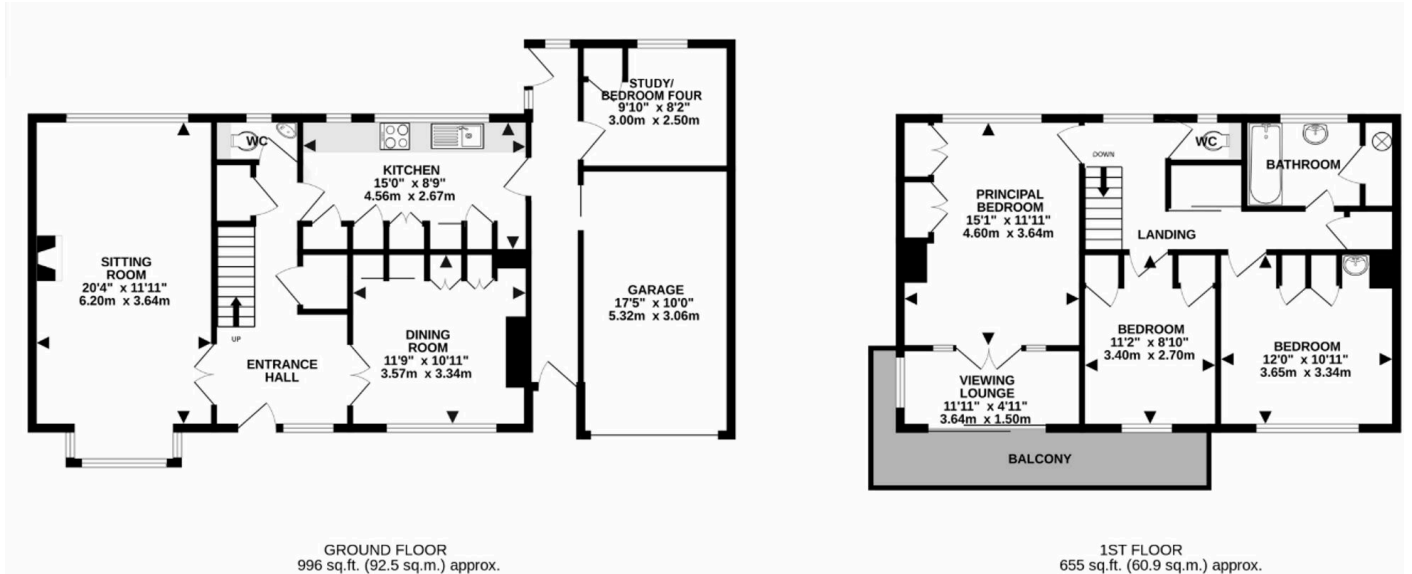 STUDY/
BEDROOM FOUR
9'10" x 8'2"
3.00m x 2.50m
WC
KITCHEN
15'0" x 8'9"
4.56m x 2.67m
SITTING
ROOM
20'4" x 11'11"
6.20m x 3.64m
UP
ENTRANCE
HALL
DINING
ROOM
11'9" x 10'11"
3.57m x 3.34m
GARAGE
17'5" x 10'0"
5.32m x 3.06m
GROUND FLOOR
996 sq.ft. (92.5 sq.m.) approx.
DOWN
WC
BATHROOM
PRINCIPAL
BEDROOM
15'1" x 11'11"
4.60m x 3.64m
LANDING
BEDROOM
11'2" x 8'10"
3.40m x 2.70m
BEDROOM
12'0" x 10'11"
3.65m x 3.34m
VIEWING
LOUNGE
11'11" x 4'11"
3.64m x 1.50m
BALCONY
1ST FLOOR
655 sq.ft. (60.9 sq.m.) approx.